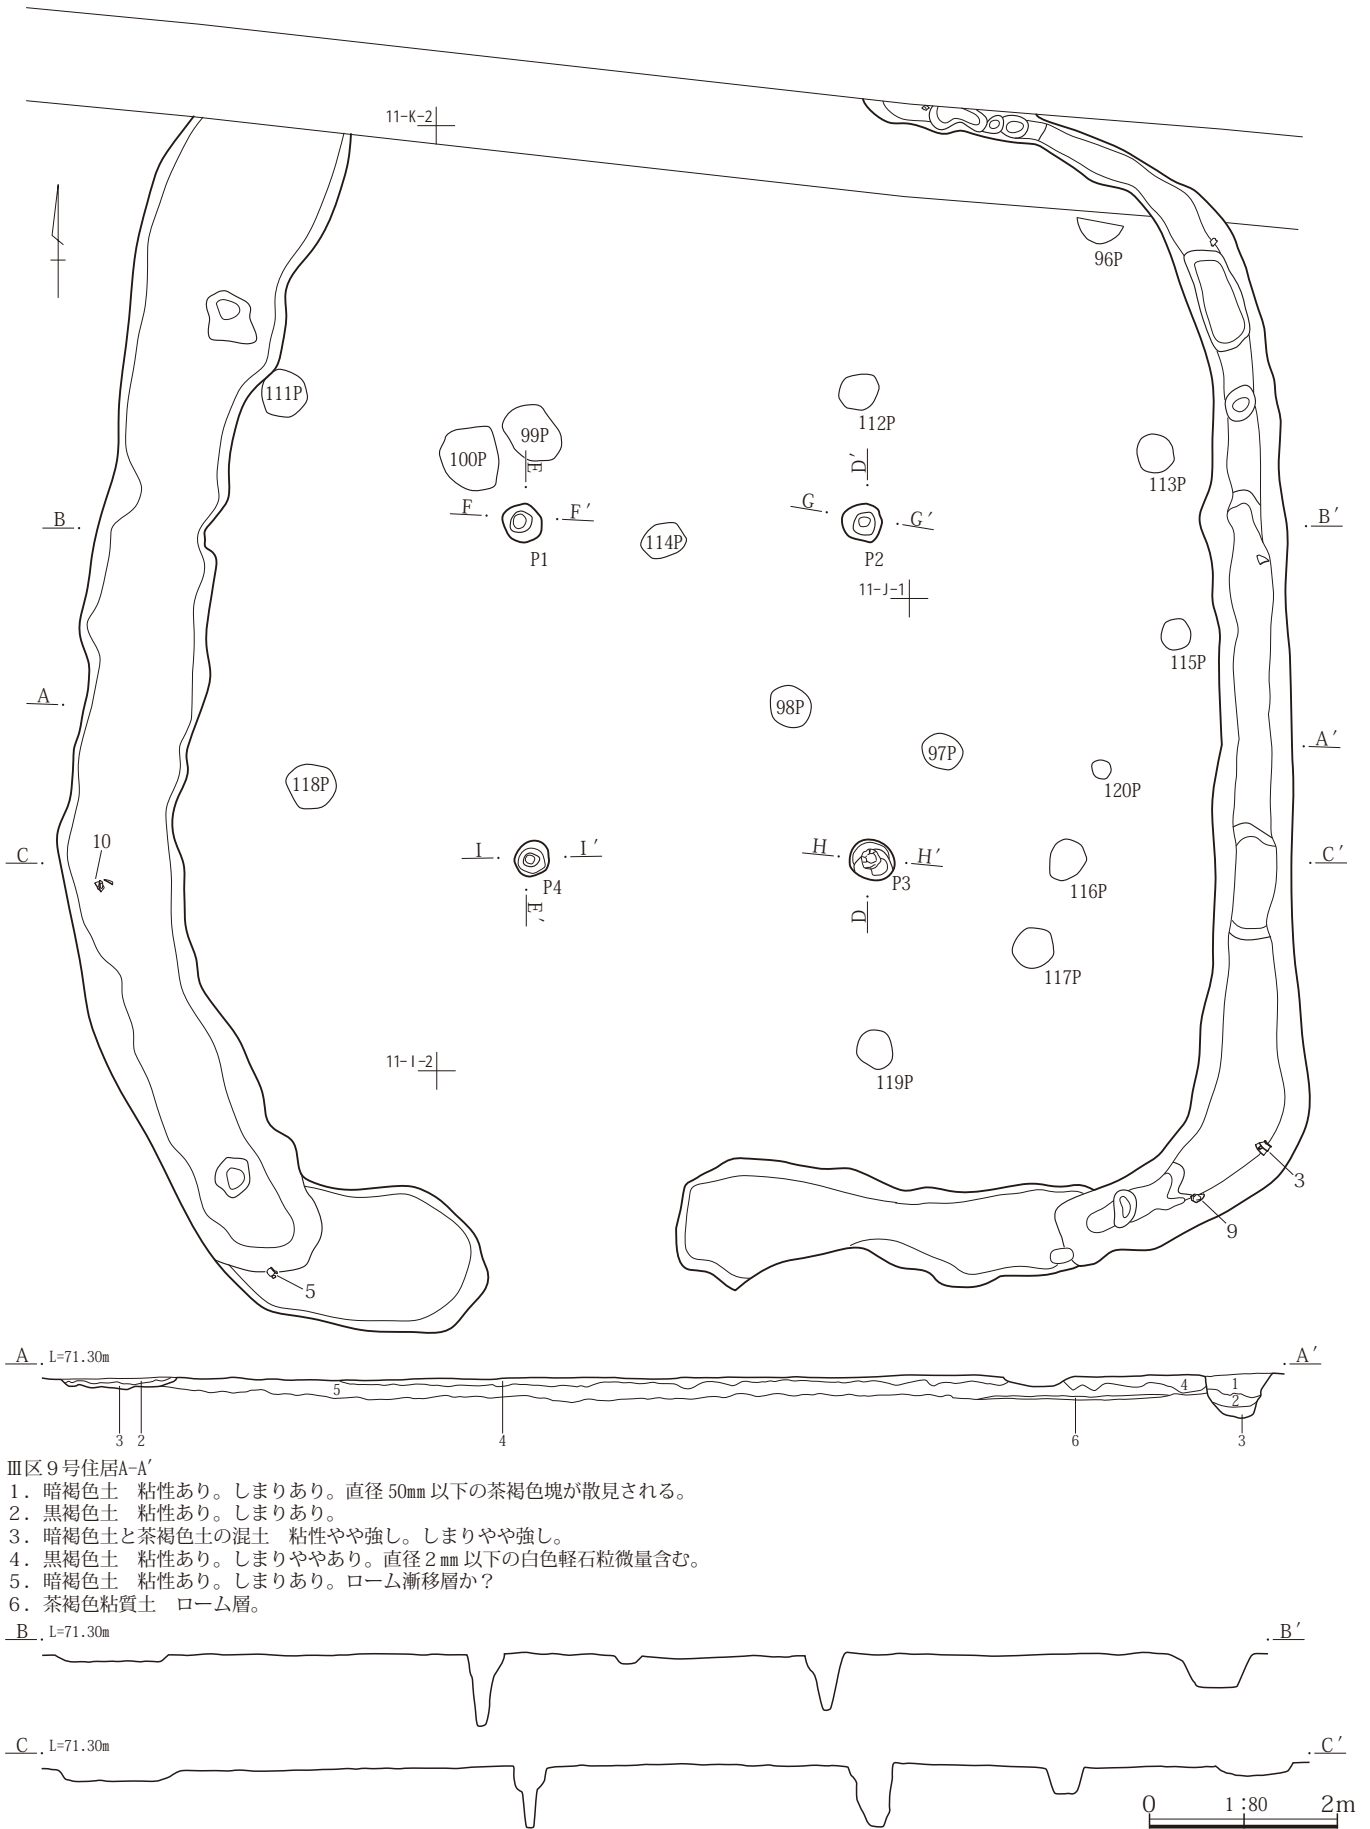 11-K-2
96P
111P
112P
99P
100P
E
D′
113P
F
F′
G
G′
B
B′
114P
P1
P2
11-J-1
115P
A
98P
A′
97P
118P
120P
10
C
I
I′
H
H′
C′
P4
P3
116P
E′
D
117P
11-I-2
119P
3
9
5
A L=71.30m A′
5
4
1
2
3 2 4 6 3
Ⅲ区９号住居A-A′
1．暗褐色土　粘性あり。しまりあり。直径 50㎜ 以下の茶褐色塊が散見される。
2．黒褐色土　粘性あり。しまりあり。
3．暗褐色土と茶褐色土の混土　粘性やや強し。しまりやや強し。
4．黒褐色土　粘性あり。しまりややあり。直径２㎜ 以下の白色軽石粒微量含む。
5．暗褐色土　粘性あり。しまりあり。ローム漸移層か？
6．茶褐色粘質土　ローム層。
B L=71.30m B′
C L=71.30m C′
0 1:80 2m